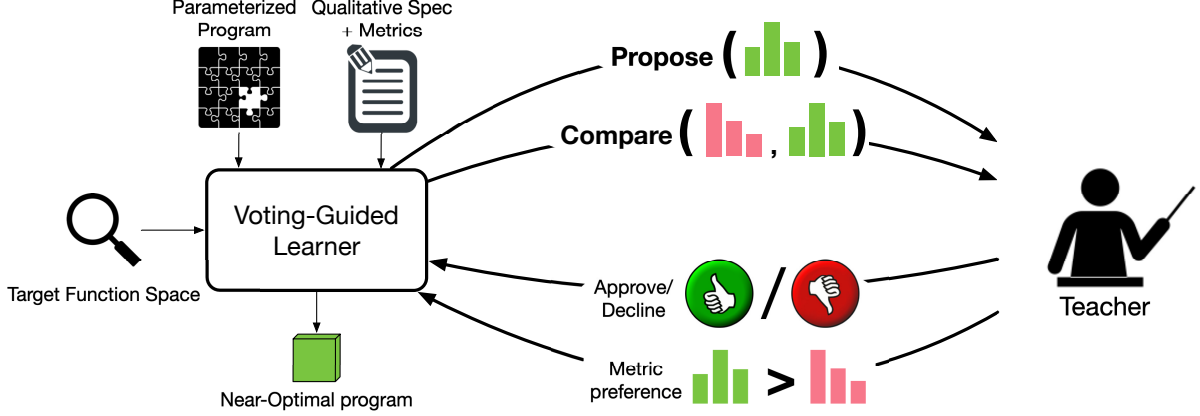 Parameterized
Program
Qualitative Spec
+ Metrics
Propose ( )
Compare ( , )
Voting-Guided
Learner
Target Function Space
Approve/
Decline
/
Teacher
Metric
preference
>
Near-Optimal program